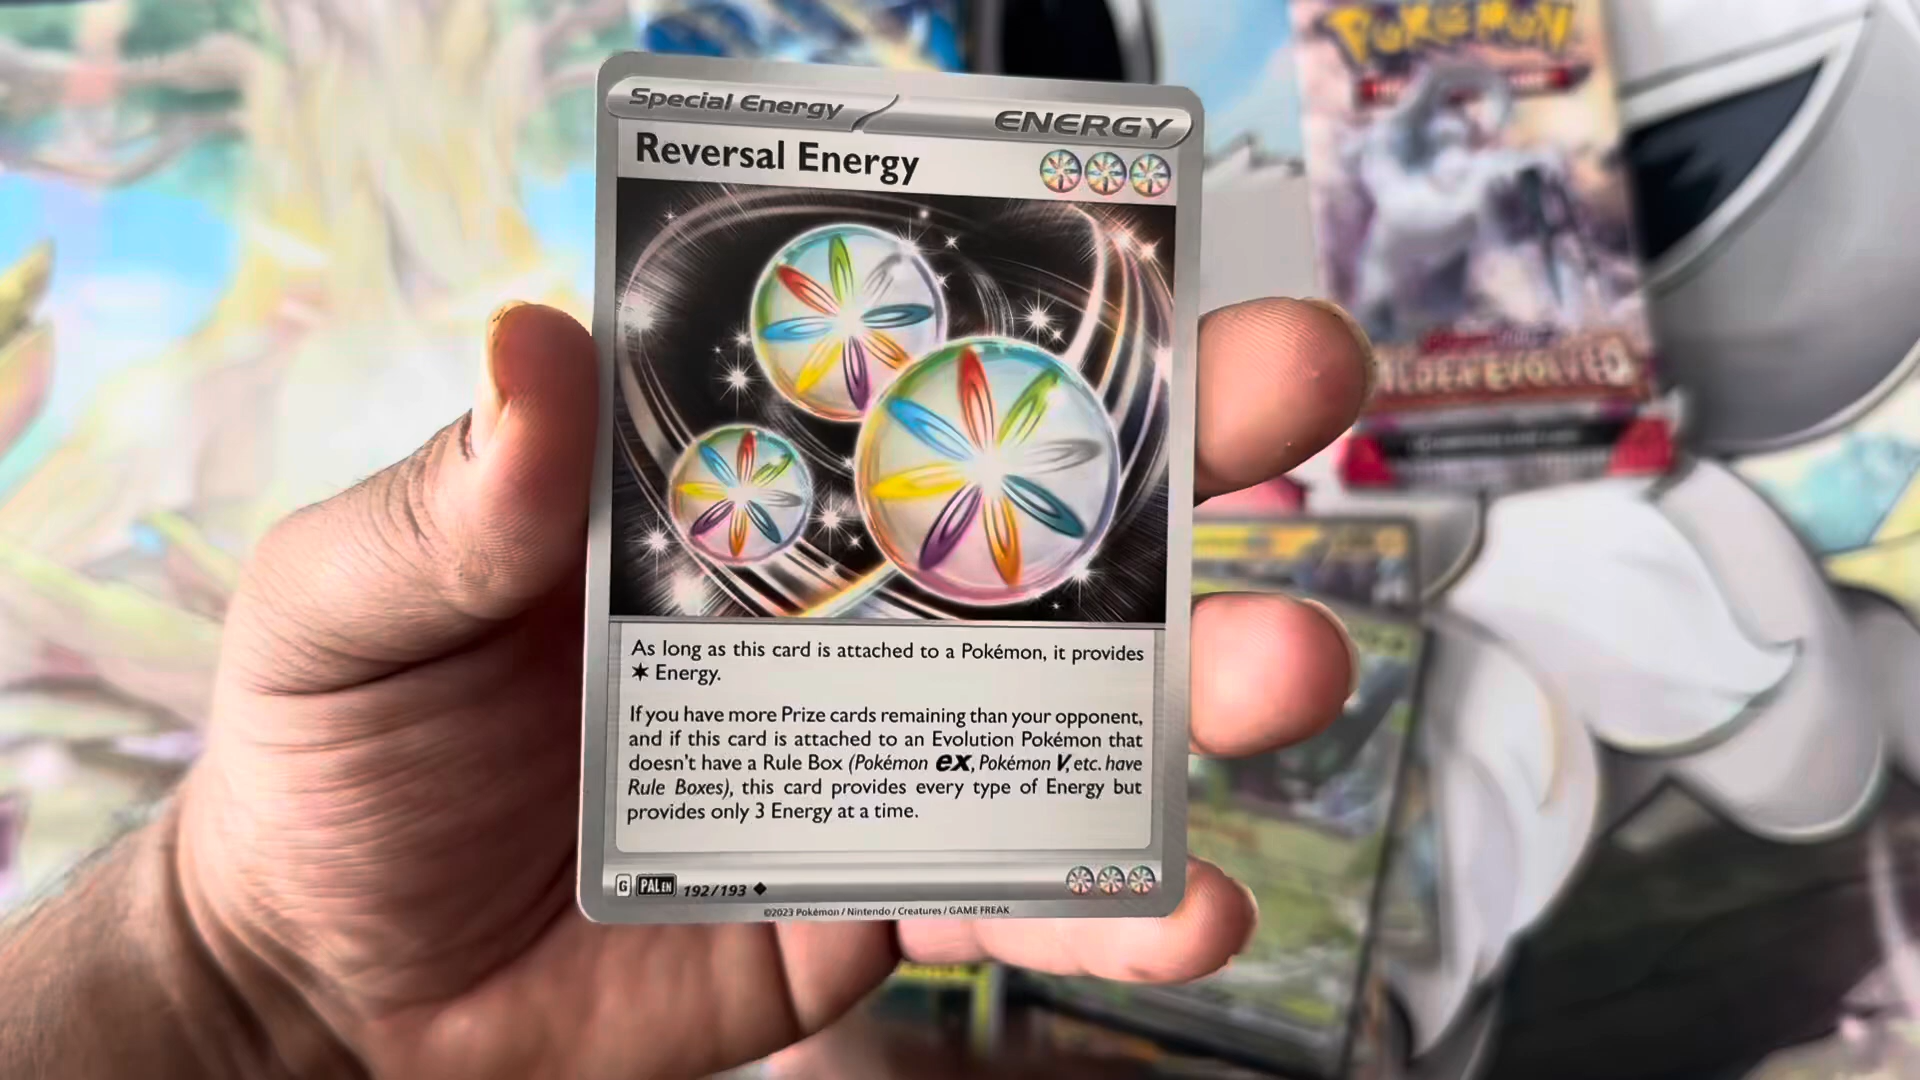 Special Energy
ENERGY
Reversal Energy
As long as this card is attached to a Pokémon, it provides
Energy.
If you have more Prize cards remaining than your opponent,
and if this card is attached to an Evolution Pokémon that
doesn't have a Rule Box (Pokémon ex, Pokémon V, etc. have
Rule Boxes), this card provides every type of Energy but
provides only 3 Energy at a time.
G PAL EN 192/193
©2023 Pokémon / Nintendo / Creatures / GAME FREAK
POKÉMON
EVOLVED